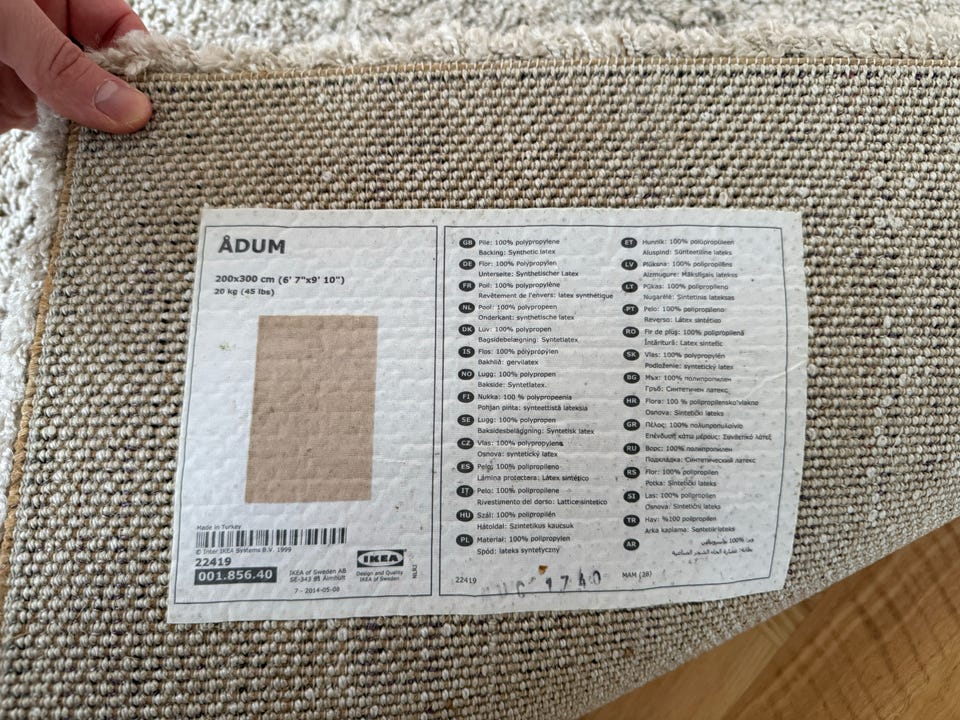 ÅDUM
200x300 cm (6' 7"x9' 10")
20 kg (45 lbs)
Made in Turkey
© Inter IKEA Systems B.V. 1999
22419
001.856.40
IKEA of Sweden AB
SE-343 81 Älmhult
7 - 2014-05-08
IKEA
Design and Quality
IKEA of Sweden
GB Pile: 100% polypropylene
Backing: Synthetic latex
DE Flor: 100% Polypropylen
Unterseite: Synthetischer Latex
FR Poil: 100% polypropylène
Revêtement de l'envers: latex synthétique
NL Pool: 100% polypropeen
Onderkant: synthetische latex
DK Luv: 100% polypropen
Bagsidebelægning: Syntetlatex
IS Flos: 100% pólýprópýlen
Bakhlið: gervilatex
NO Lugg: 100% polypropen
Bakside: Syntetlatex.
FI Nukka: 100 % polypropeenia
Pohjan pinta: synteettistä lateksia
SE Lugg: 100% polypropen
Baksidesbeläggning: Syntetisk latex
CZ Vlas: 100% polypropylen
Osnova: syntetický latex
ES Pelo: 100% polipropileno
Lámina protectera: Látex sintético
IT Pelo: 100% polipropilene
Rivestimento del dorso: Lattice sintetico
HU Szál: 100% polipropilén
Hátoldal: Szintetikus kaucsuk
PL Materiał: 100% polipropylen
Spód: lateks syntetyczny
22419
ET Hunnik: 100% polüpropüleen
Aluspind: Sünteetiline lateks
LV Plūksna: 100% polipropilēns
Aizmugure: Mākslīgais latekss
LT Pūkas: 100% polipropilenas
Nugarėlė: Sintetinis lateksas
PT Pelo: 100% polipropileno
Reverso: Látex sintético
RO Fir de pluş: 100% polipropilenă
Întăritură: Latex sintetic
SK Vlas: 100% polypropylén
Podloženie: syntetický latex
BG Мъх: 100% полипропилен
Гръб: Синтетичен латекс
HR Flora: 100 % polipropilensko vlakno
Osnova: Sintetički lateks
GR Πέλος: 100% πολυπροπυλένιο
Επένδυση κάτω μέρους: Συνθετικό λάτεξ
RU Ворс: 100% полипропилен
Подкладка: Синтетический латекс
RS Flor: 100% polipropilen
Potka: Sintetički lateks
SI Las: 100% polipropilen
Osnova: Sintetični lateks
TR Hav: %100 polipropilen
Arka kaplama: Sentetik lateks
AR
MAM (28)